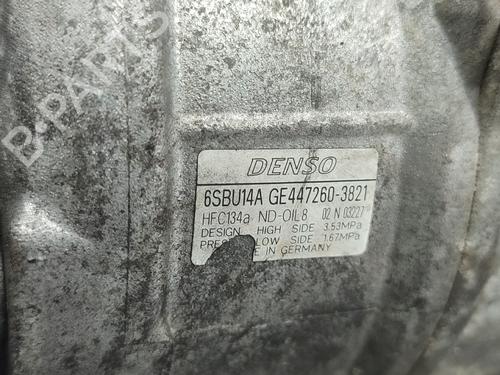 B-PARTS
DENSO
6SBU14A GE447260-3821
HFC134a ND-OIL8 02 N 03227
DESIGN HIGH SIDE 3.53MPa
PRES LOW SIDE 1.67MPa
IN GERMANY